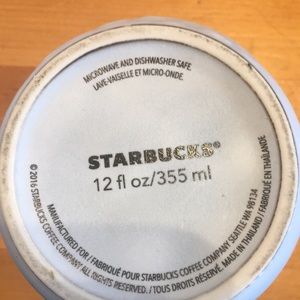 MICROWAVE AND DISHWASHER SAFE
LAVE-VAISELLE ET MICRO-ONDE
STARBUCKS®
12 fl oz/355 ml
© 2016 STARBUCKS COFFEE COMPANY ALL RIGHTS RESERVED. / TOUS DROITS RÉSERVÉ. MADE IN THAILAND / FABRIQUÉ EN THAÏLANDE
MANUFACTURED FOR / FABRIQUÉ POUR STARBUCKS COFFEE COMPANY SEATTLE WA 98134